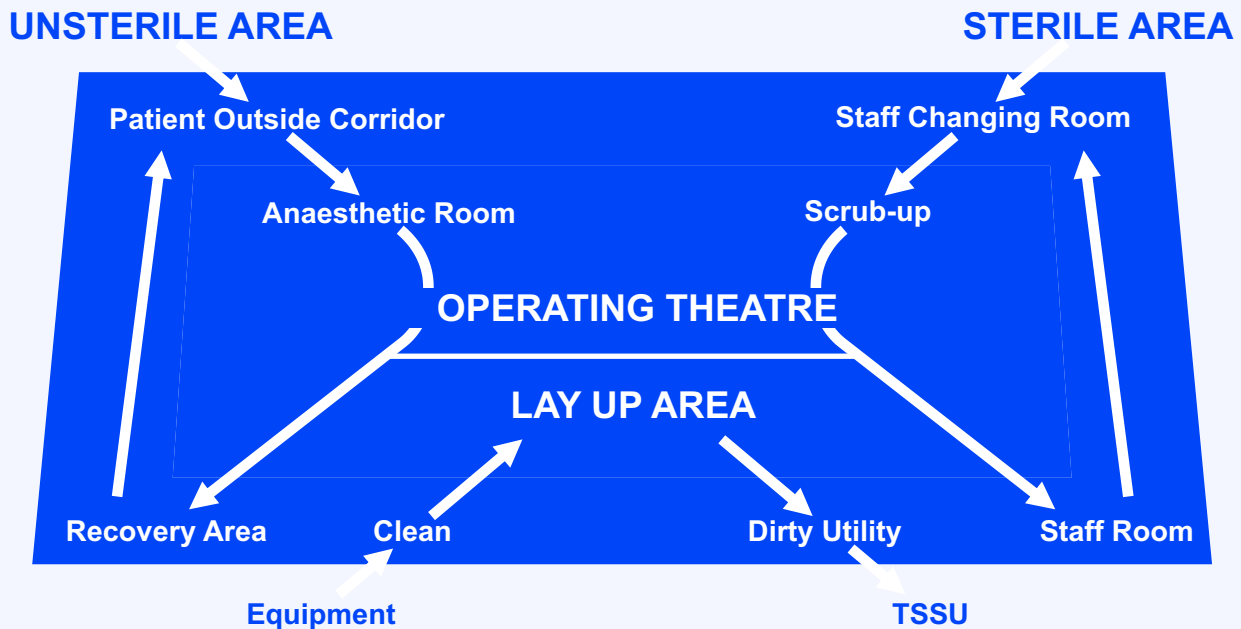 UNSTERILE AREA
STERILE AREA
Patient Outside Corridor
Staff Changing Room
Anaesthetic Room
Scrub-up
OPERATING THEATRE
LAY UP AREA
Recovery Area
Clean
Dirty Utility
Staff Room
Equipment
TSSU